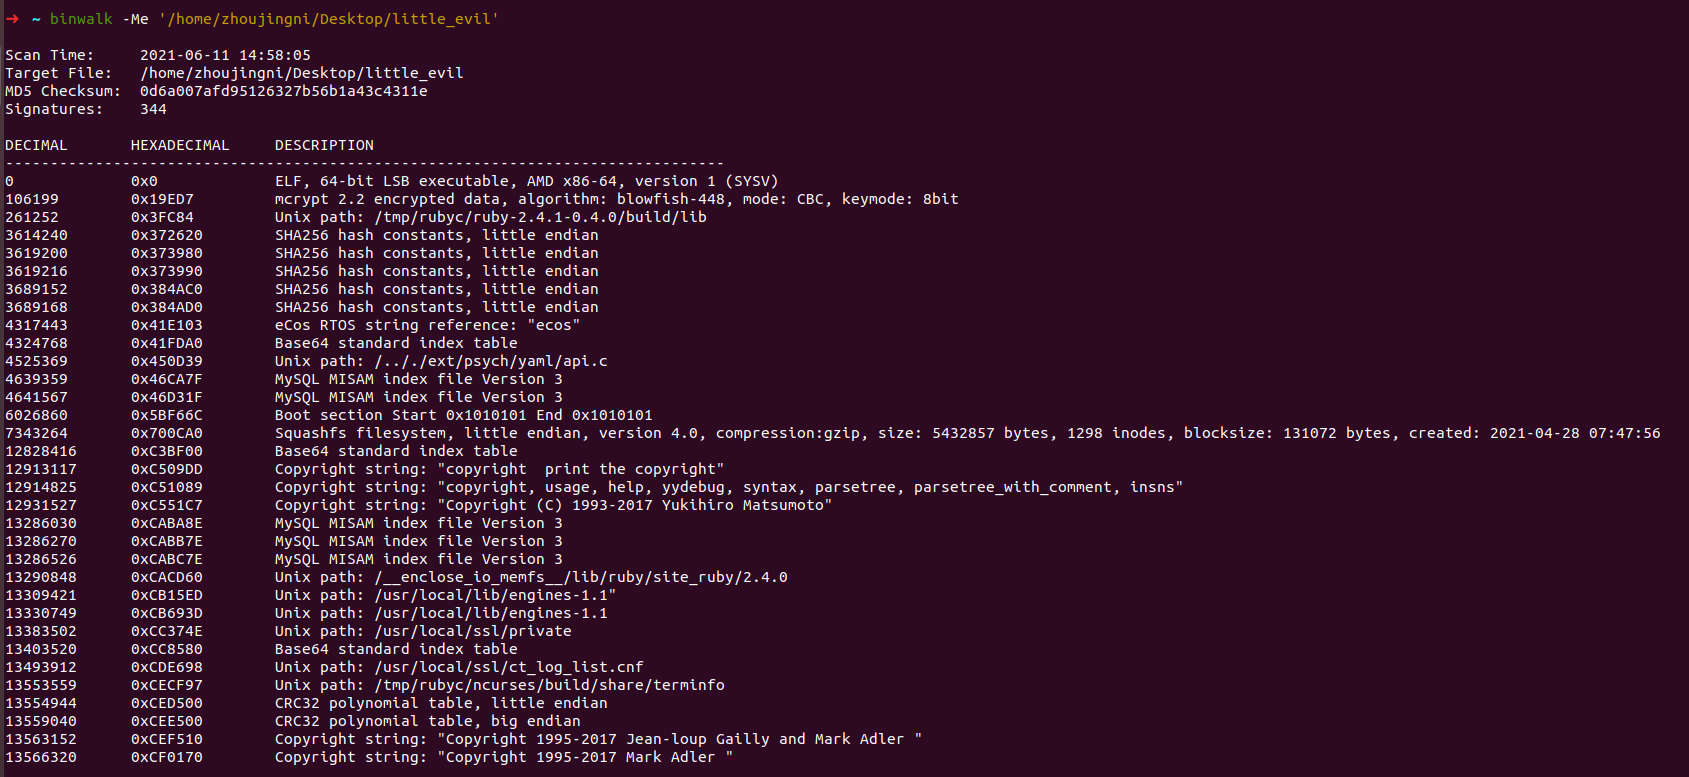 ➜ ~ binwalk -Me '/home/zhoujingni/Desktop/little_evil'
Scan Time: 2021-06-11 14:58:05
Target File: /home/zhoujingni/Desktop/little_evil
MD5 Checksum: 0d6a007afd95126327b56b1a43c4311e
Signatures: 344
DECIMAL HEXADECIMAL DESCRIPTION
--------------------------------------------------------------------------------
0 0x0 ELF, 64-bit LSB executable, AMD x86-64, version 1 (SYSV)
106199 0x19ED7 mcrypt 2.2 encrypted data, algorithm: blowfish-448, mode: CBC, keymode: 8bit
261252 0x3FC84 Unix path: /tmp/rubyc/ruby-2.4.1-0.4.0/build/lib
3614240 0x372620 SHA256 hash constants, little endian
3619200 0x373980 SHA256 hash constants, little endian
3619216 0x373990 SHA256 hash constants, little endian
3689152 0x384AC0 SHA256 hash constants, little endian
3689168 0x384AD0 SHA256 hash constants, little endian
4317443 0x41E103 eCos RTOS string reference: "ecos"
4324768 0x41FDA0 Base64 standard index table
4525369 0x450D39 Unix path: /.././ext/psych/yaml/api.c
4639359 0x46CA7F MySQL MISAM index file Version 3
4641567 0x46D31F MySQL MISAM index file Version 3
6026860 0x5BF66C Boot section Start 0x1010101 End 0x1010101
7343264 0x700CA0 Squashfs filesystem, little endian, version 4.0, compression:gzip, size: 5432857 bytes, 1298 inodes, blocksize: 131072 bytes, created: 2021-04-28 07:47:56
12828416 0xC3BF00 Base64 standard index table
12913117 0xC509DD Copyright string: "copyright  print the copyright"
12914825 0xC51089 Copyright string: "copyright, usage, help, yydebug, syntax, parsetree, parsetree_with_comment, insns"
12931527 0xC551C7 Copyright string: "Copyright (C) 1993-2017 Yukihiro Matsumoto"
13286030 0xCABA8E MySQL MISAM index file Version 3
13286270 0xCABB7E MySQL MISAM index file Version 3
13286526 0xCABC7E MySQL MISAM index file Version 3
13290848 0xCACD60 Unix path: /__enclose_io_memfs__/lib/ruby/site_ruby/2.4.0
13309421 0xCB15ED Unix path: /usr/local/lib/engines-1.1"
13330749 0xCB693D Unix path: /usr/local/lib/engines-1.1
13383502 0xCC374E Unix path: /usr/local/ssl/private
13403520 0xCC8580 Base64 standard index table
13493912 0xCDE698 Unix path: /usr/local/ssl/ct_log_list.cnf
13553559 0xCECF97 Unix path: /tmp/rubyc/ncurses/build/share/terminfo
13554944 0xCED500 CRC32 polynomial table, little endian
13559040 0xCEE500 CRC32 polynomial table, big endian
13563152 0xCEF510 Copyright string: "Copyright 1995-2017 Jean-loup Gailly and Mark Adler "
13566320 0xCF0170 Copyright string: "Copyright 1995-2017 Mark Adler "